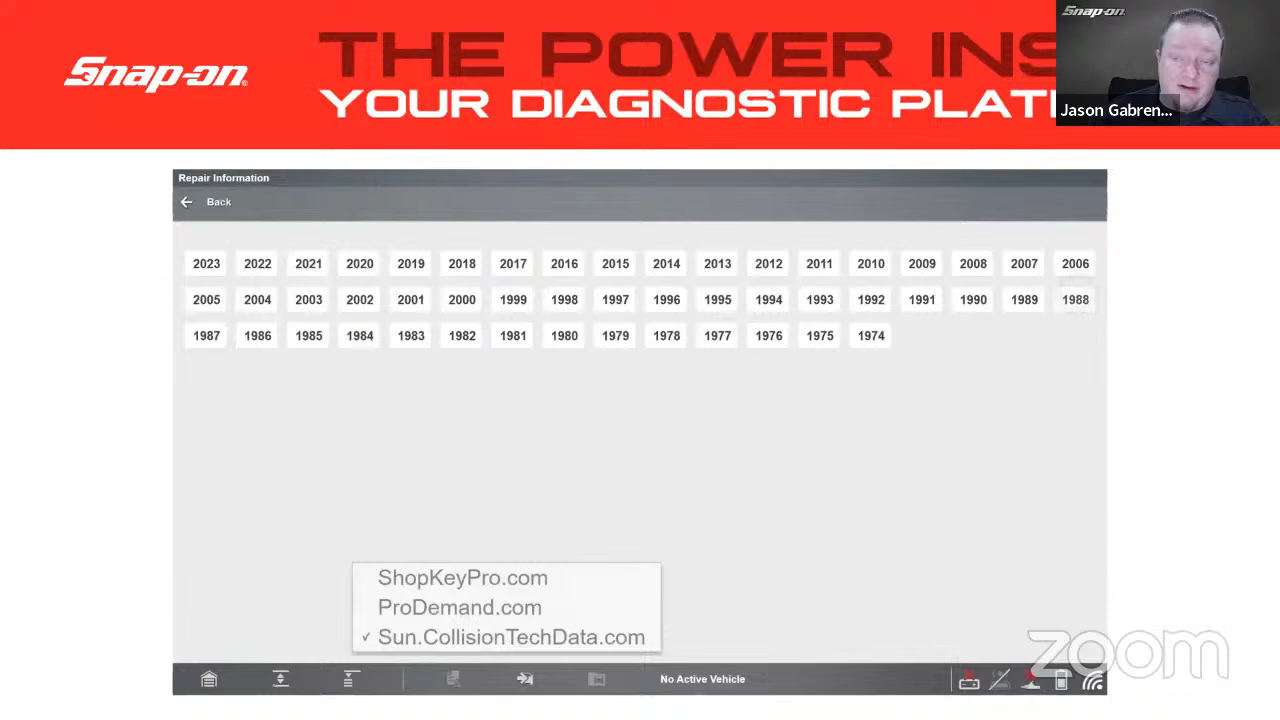 Snap-on
THE POWER INS
YOUR DIAGNOSTIC PLAT
Snap-on
Jason Gabren...
Repair Information
Back
2023 2022 2021 2020 2019 2018 2017 2016 2015 2014 2013 2012 2011 2010 2009 2008 2007 2006
2005 2004 2003 2002 2001 2000 1999 1998 1997 1996 1995 1994 1993 1992 1991 1990 1989 1988
1987 1986 1985 1984 1983 1982 1981 1980 1979 1978 1977 1976 1975 1974
ShopKeyPro.com
ProDemand.com
✓ Sun.CollisionTechData.com
No Active Vehicle
zoom